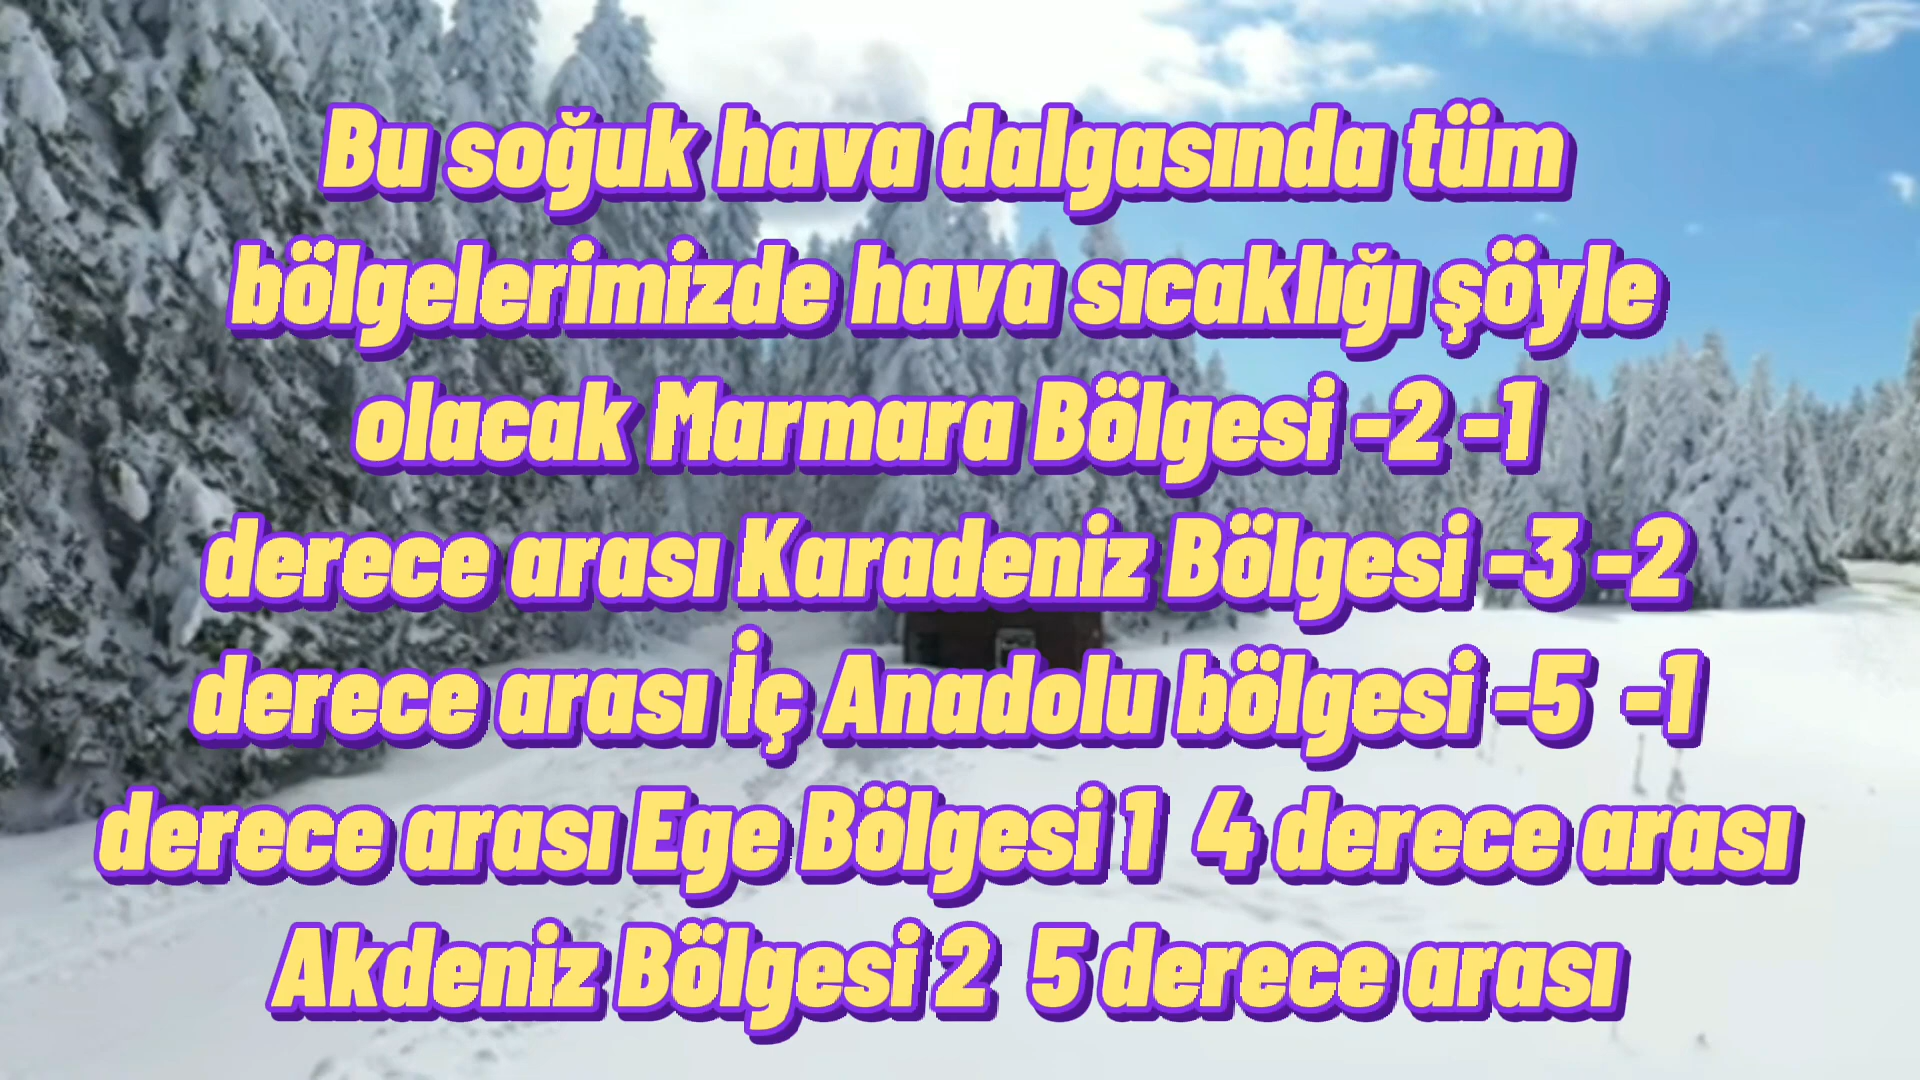 Bu soğuk hava dalgasında tüm
bölgelerimizde hava sıcaklığı şöyle
olacak Marmara Bölgesi -2 -1
derece arası Karadeniz Bölgesi -3 -2
derece arası İç Anadolu bölgesi -5  -1
derece arası Ege Bölgesi 1  4 derece arası
Akdeniz Bölgesi 2  5 derece arası